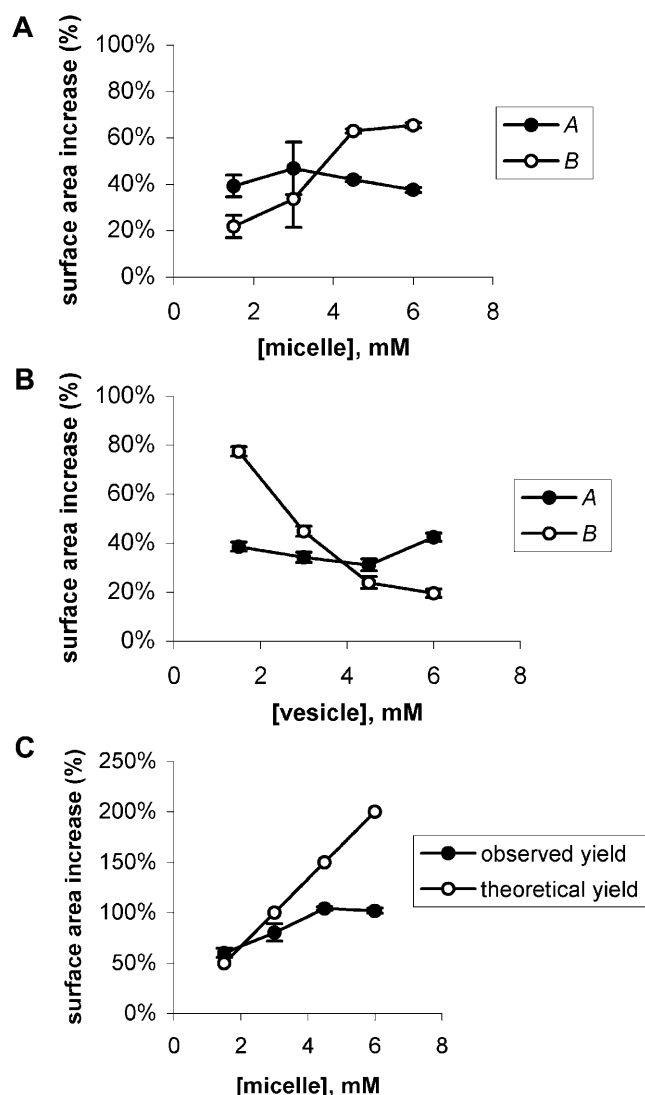 A
surface area increase (%)
100%
80%
60%
40%
20%
0%
0 2 4 6 8
[micelle], mM
A
B
B
surface area increase (%)
100%
80%
60%
40%
20%
0%
0 2 4 6 8
[vesicle], mM
A
B
C
surface area increase (%)
250%
200%
150%
100%
50%
0%
0 2 4 6 8
[micelle], mM
observed yield
theoretical yield